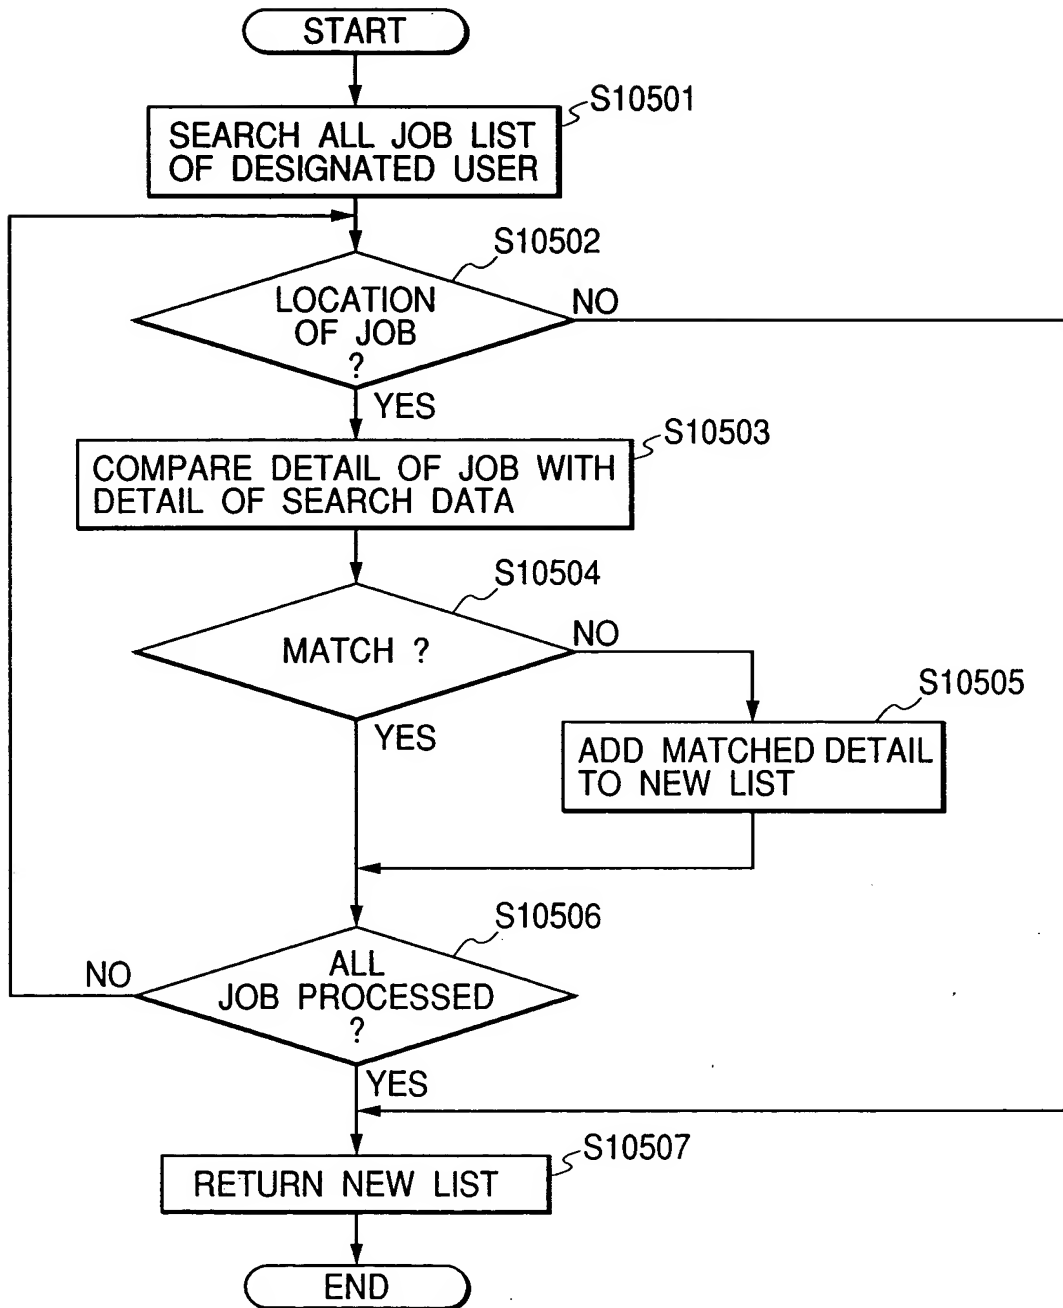 START
S10501
SEARCH ALL JOB LIST
OF DESIGNATED USER
S10502
LOCATION
OF JOB
?
NO
YES
S10503
COMPARE DETAIL OF JOB WITH
DETAIL OF SEARCH DATA
S10504
MATCH ?
NO
YES
S10505
ADD MATCHED DETAIL
TO NEW LIST
S10506
ALL
JOB PROCESSED
?
NO
YES
S10507
RETURN NEW LIST
END